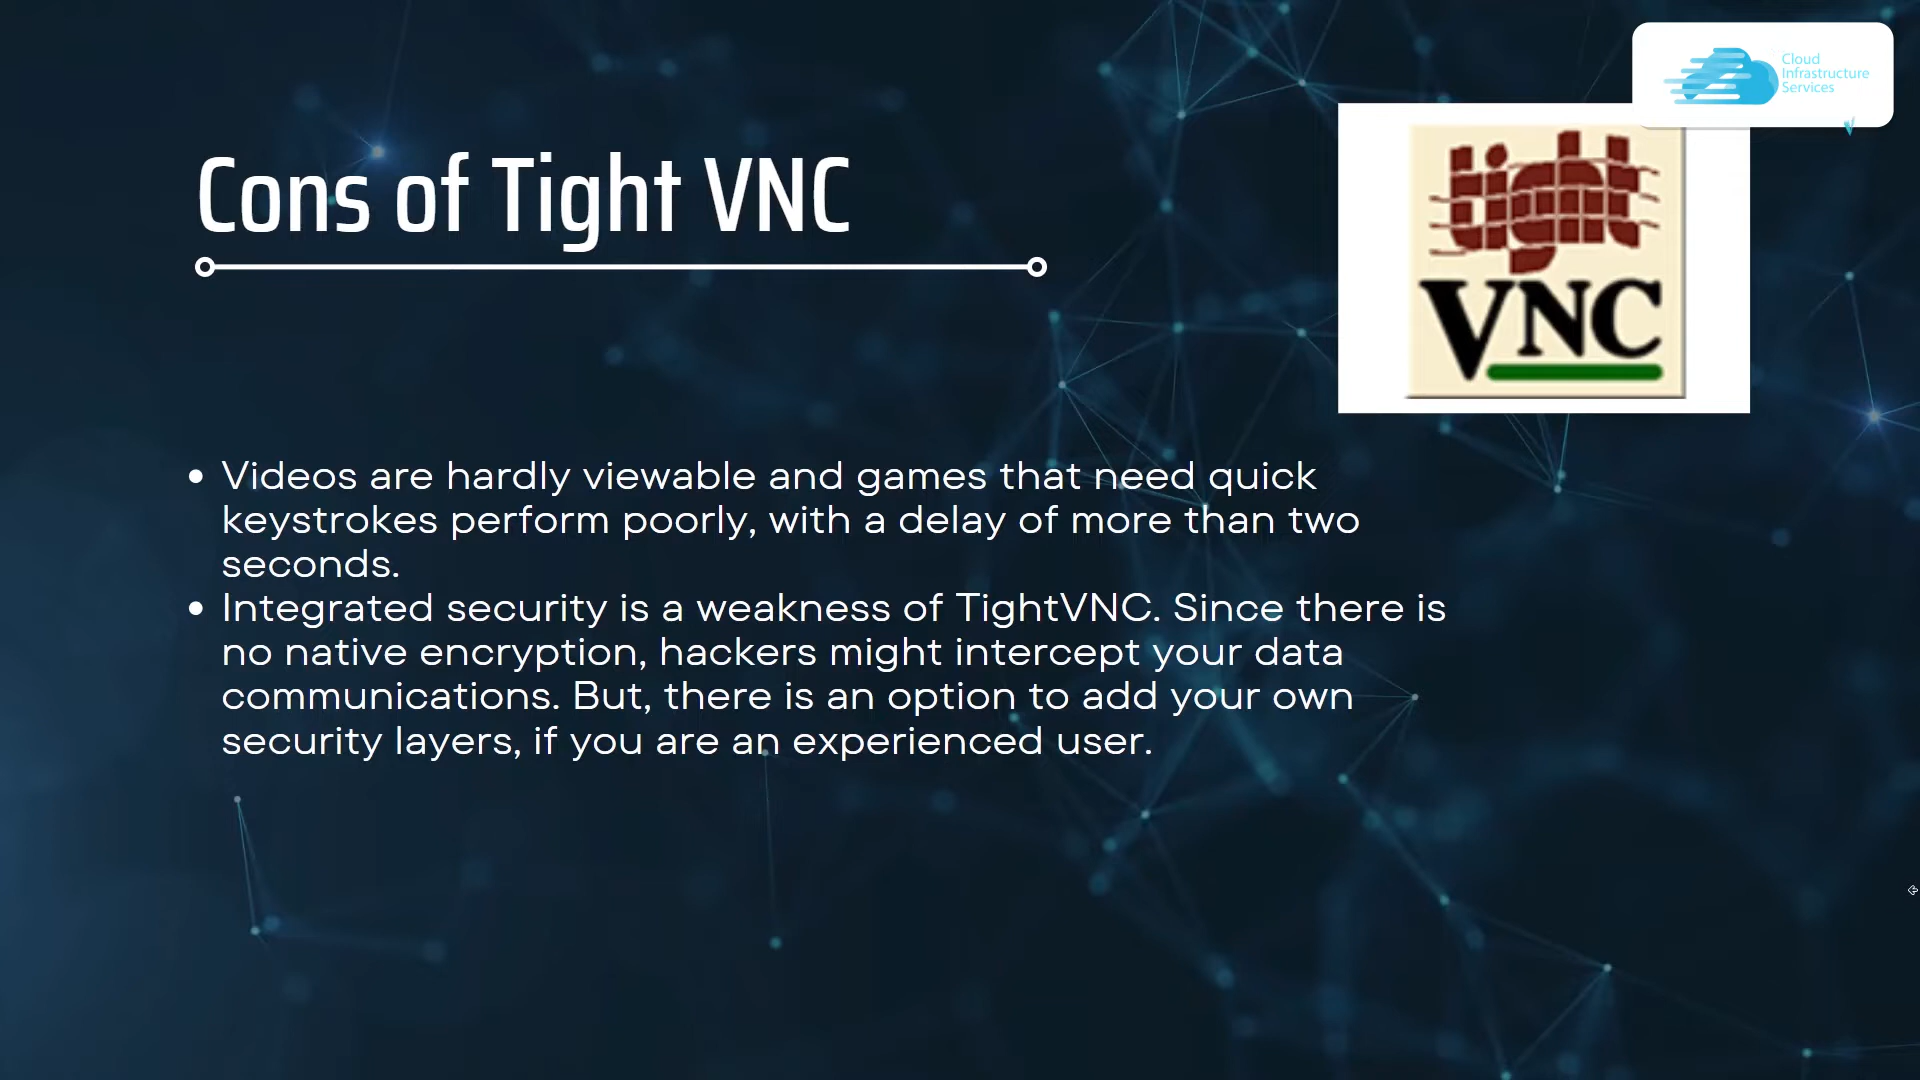 Cloud
Infrastructure
Services
Cons of Tight VNC
tight
VNC
• Videos are hardly viewable and games that need quick
keystrokes perform poorly, with a delay of more than two
seconds.
• Integrated security is a weakness of TightVNC. Since there is
no native encryption, hackers might intercept your data
communications. But, there is an option to add your own
security layers, if you are an experienced user.